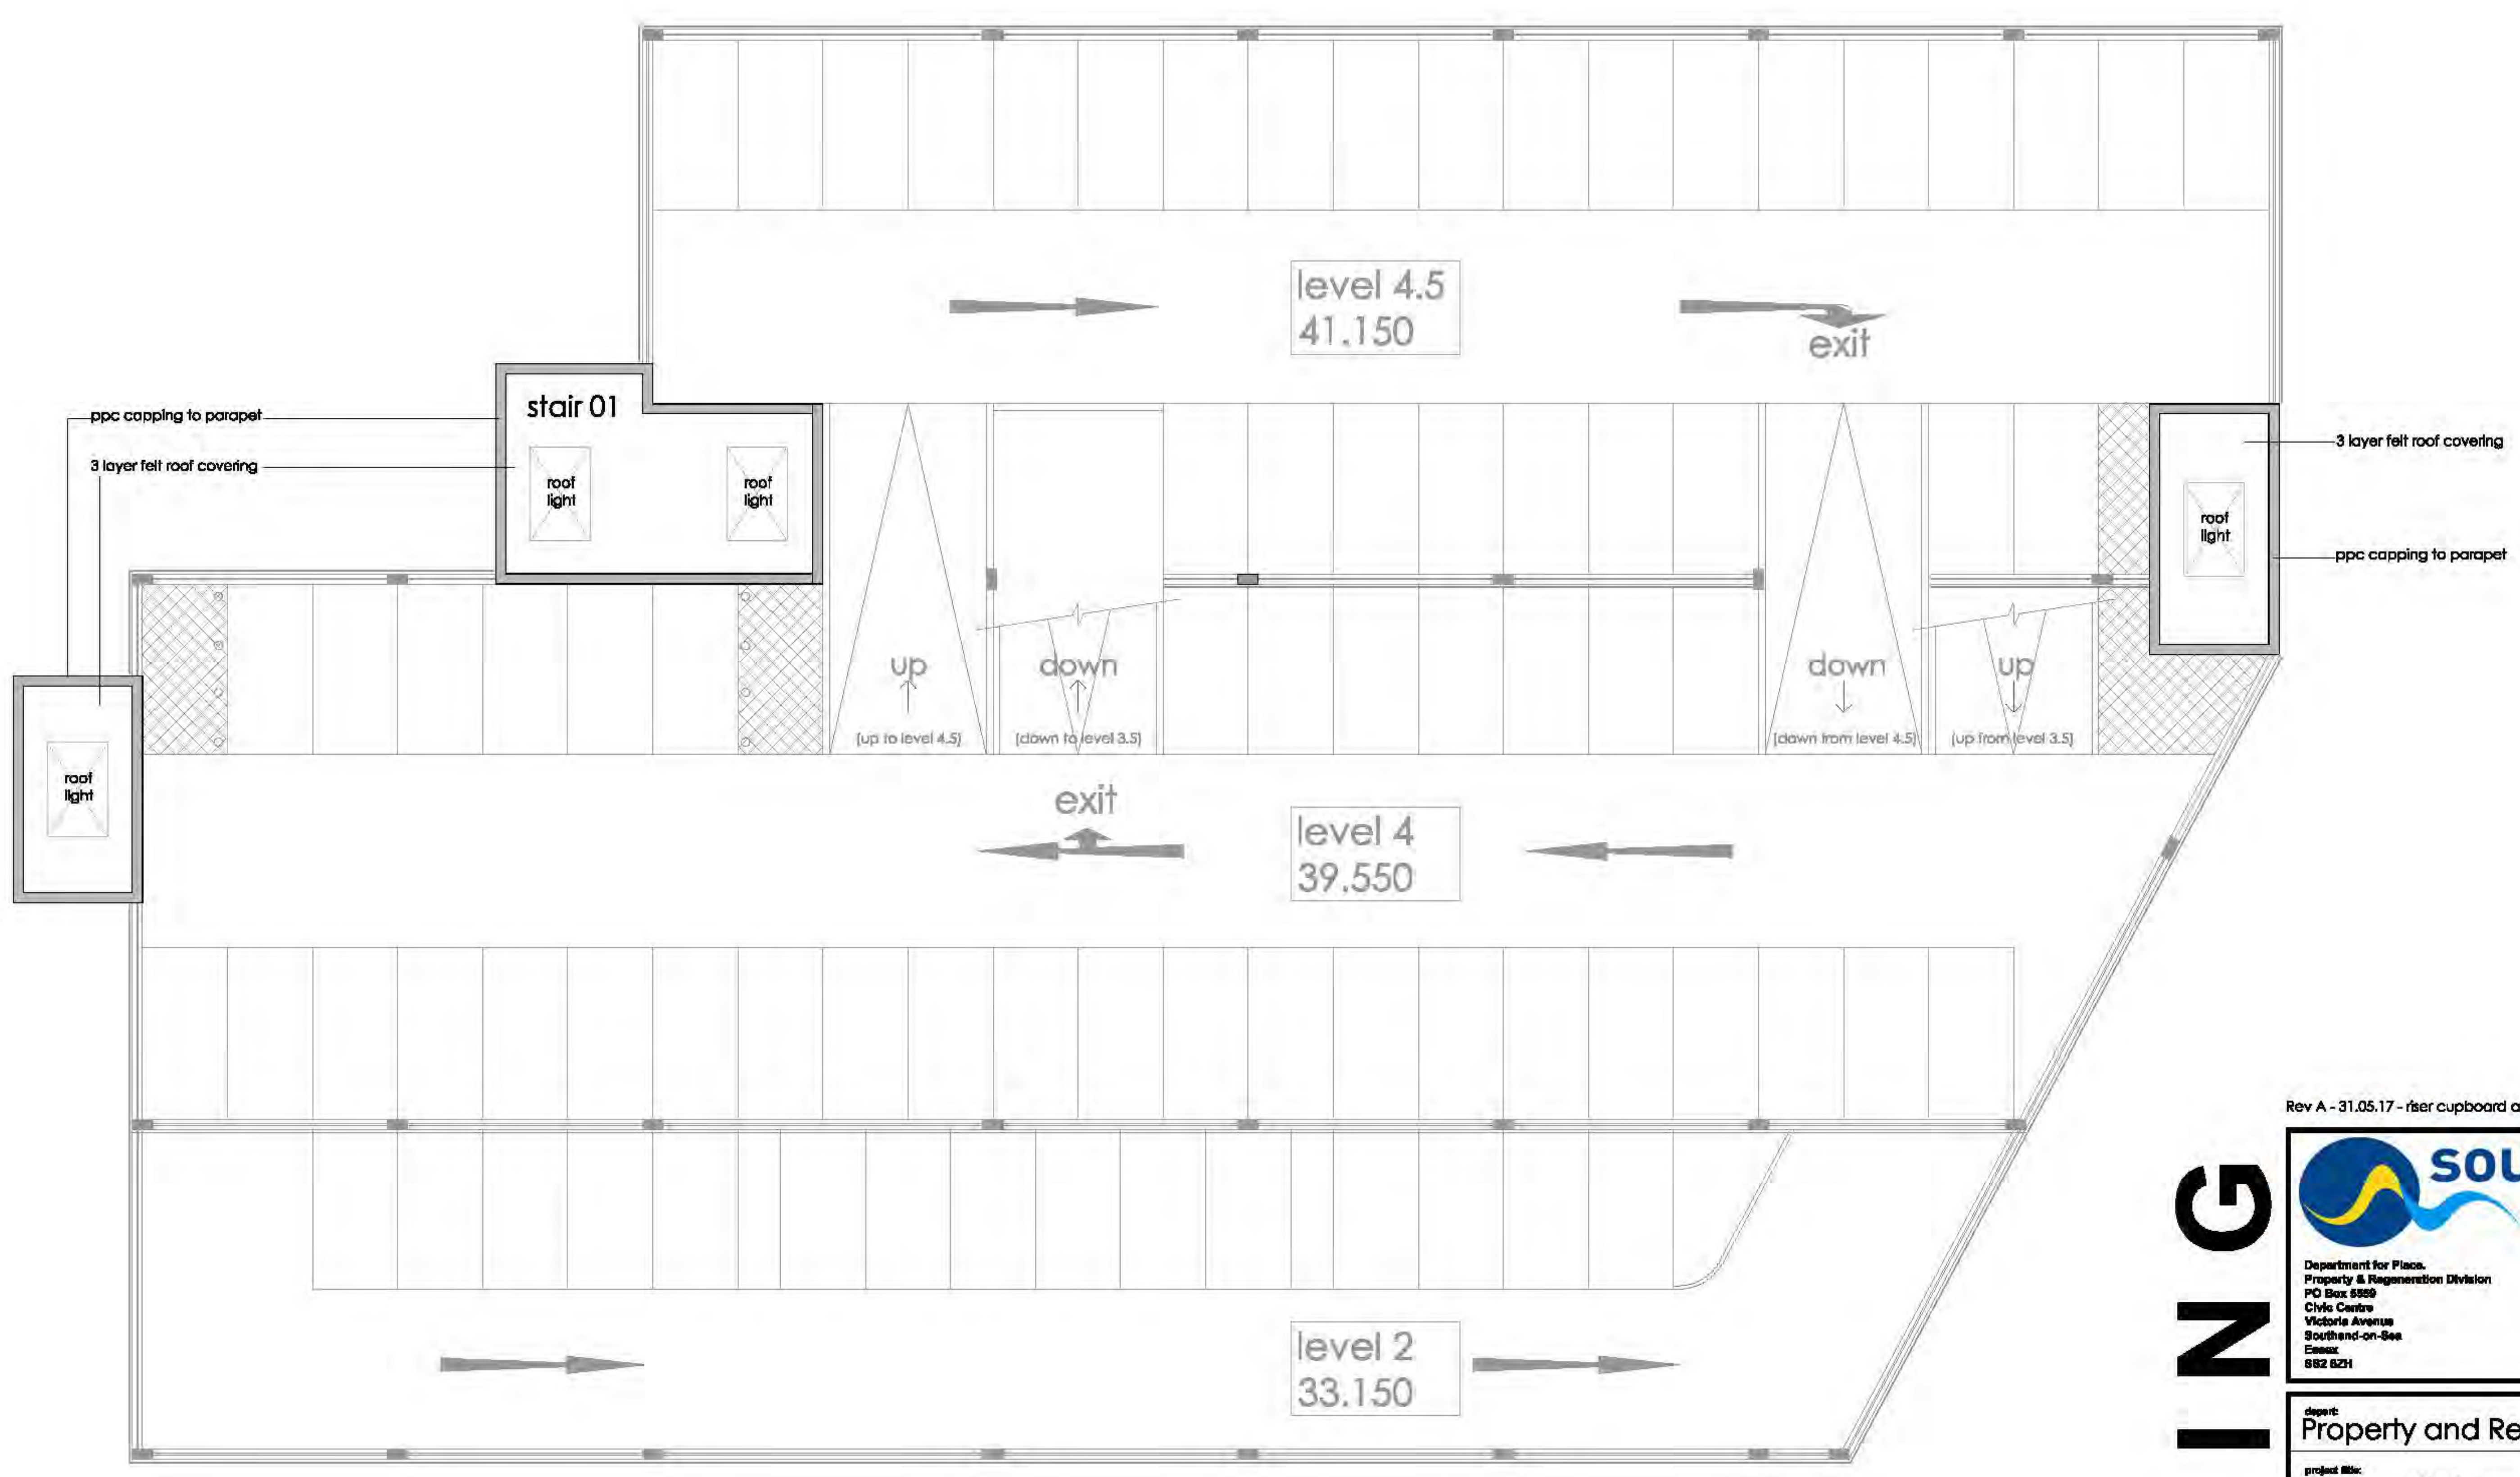 level 4.5
41.150
exit
stair 01
ppc capping to parapet
3 layer felt roof covering
roof
light
roof
light
3 layer felt roof covering
roof
light
ppc capping to parapet
up
down
down
up
(up to level 4.5)
(down to level 3.5)
(down from level 4.5)
(up from level 3.5)
roof
light
exit
level 4
39.550
Rev A - 31.05.17 - riser cupboard a
SOU
Department for Place.
Property & Regeneration Division
PO Box 5559
Civic Centre
Victoria Avenue
Southend-on-Sea
Essex
SS2 6ZH
level 2
33.150
I N G
depart:
Property and Re
project title: